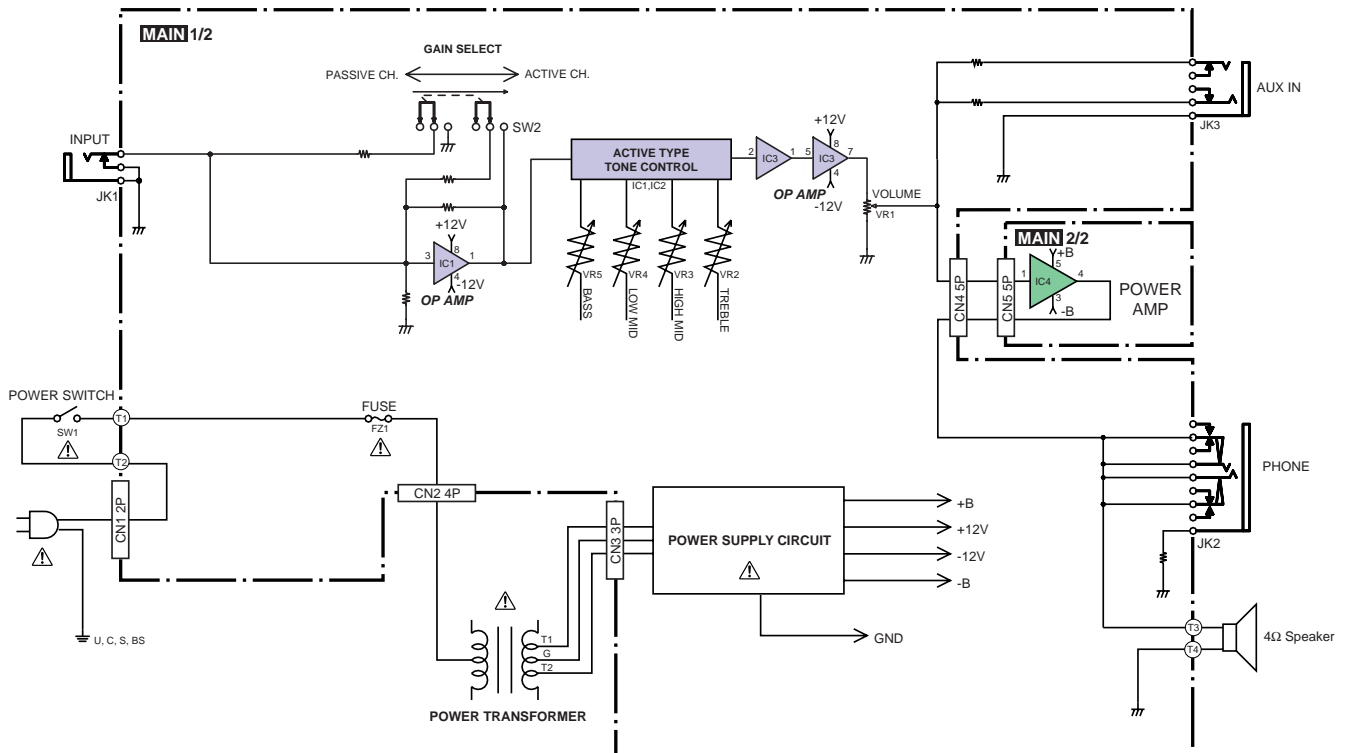 MAIN 1/2
GAIN SELECT
PASSIVE CH.
ACTIVE CH.
SW2
INPUT
JK1
+12V
3
8
IC1
1
4
-12V
OP AMP
ACTIVE TYPE
TONE CONTROL
IC1,IC2
VR5
VR4
VR3
VR2
BASS
LOW MID
HIGH MID
TREBLE
2
IC3
1
+12V
5
8
IC3
7
4
-12V
OP AMP
VOLUME
VR1
AUX IN
JK3
MAIN 2/2
CN4 5P
CN5 5P
+B
5
1
IC4
4
3
-B
POWER
AMP
POWER SWITCH
SW1
T1
T2
FUSE
FZ1
CN1 2P
CN2 4P
CN3 3P
U, C, S, BS
T1
G
T2
POWER TRANSFORMER
POWER SUPPLY CIRCUIT
+B
+12V
-12V
-B
GND
PHONE
JK2
T3
T4
4Ω Speaker